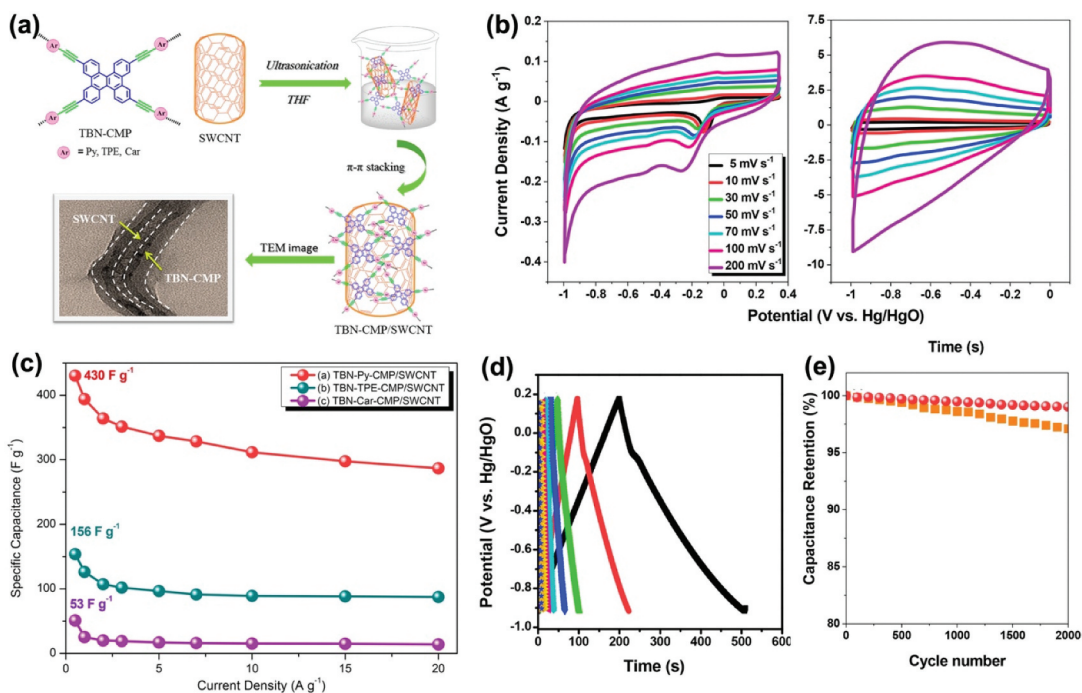 (a)
Ar
Ar
Ar
Ar
TBN-CMP
Ar = Py, TPE, Car
SWCNT
Ultrasonication
THF
π-π stacking
TBN-CMP/SWCNT
TEM image
SWCNT
TBN-CMP
(b)
Current Density (A g⁻¹)
0.2
0.1
0
-0.1
-0.2
-0.3
-0.4
-0.5
-1 -0.8 -0.6 -0.4 -0.2 0 0.2 0.4
5 mV s⁻¹
10 mV s⁻¹
30 mV s⁻¹
50 mV s⁻¹
70 mV s⁻¹
100 mV s⁻¹
200 mV s⁻¹
7.5
5
2.5
0
-2.5
-5
-7.5
-10
-1 -0.8 -0.6 -0.4 -0.2 0
Potential (V vs. Hg/HgO)
Time (s)
(c)
Specific Capacitance (F g⁻¹)
400
300
200
100
0
430 F g⁻¹
156 F g⁻¹
53 F g⁻¹
(a) TBN-Py-CMP/SWCNT
(b) TBN-TPE-CMP/SWCNT
(c) TBN-Car-CMP/SWCNT
0 5 10 15 20
Current Density (A g⁻¹)
(d)
Potential (V vs. Hg/HgO)
0.2
0.0
-0.2
-0.4
-0.6
-0.8
-1.0
0 100 200 300 400 500 600
Time (s)
(e)
Capacitance Retention (%)
100
95
90
85
80
0 500 1000 1500 2000
Cycle number